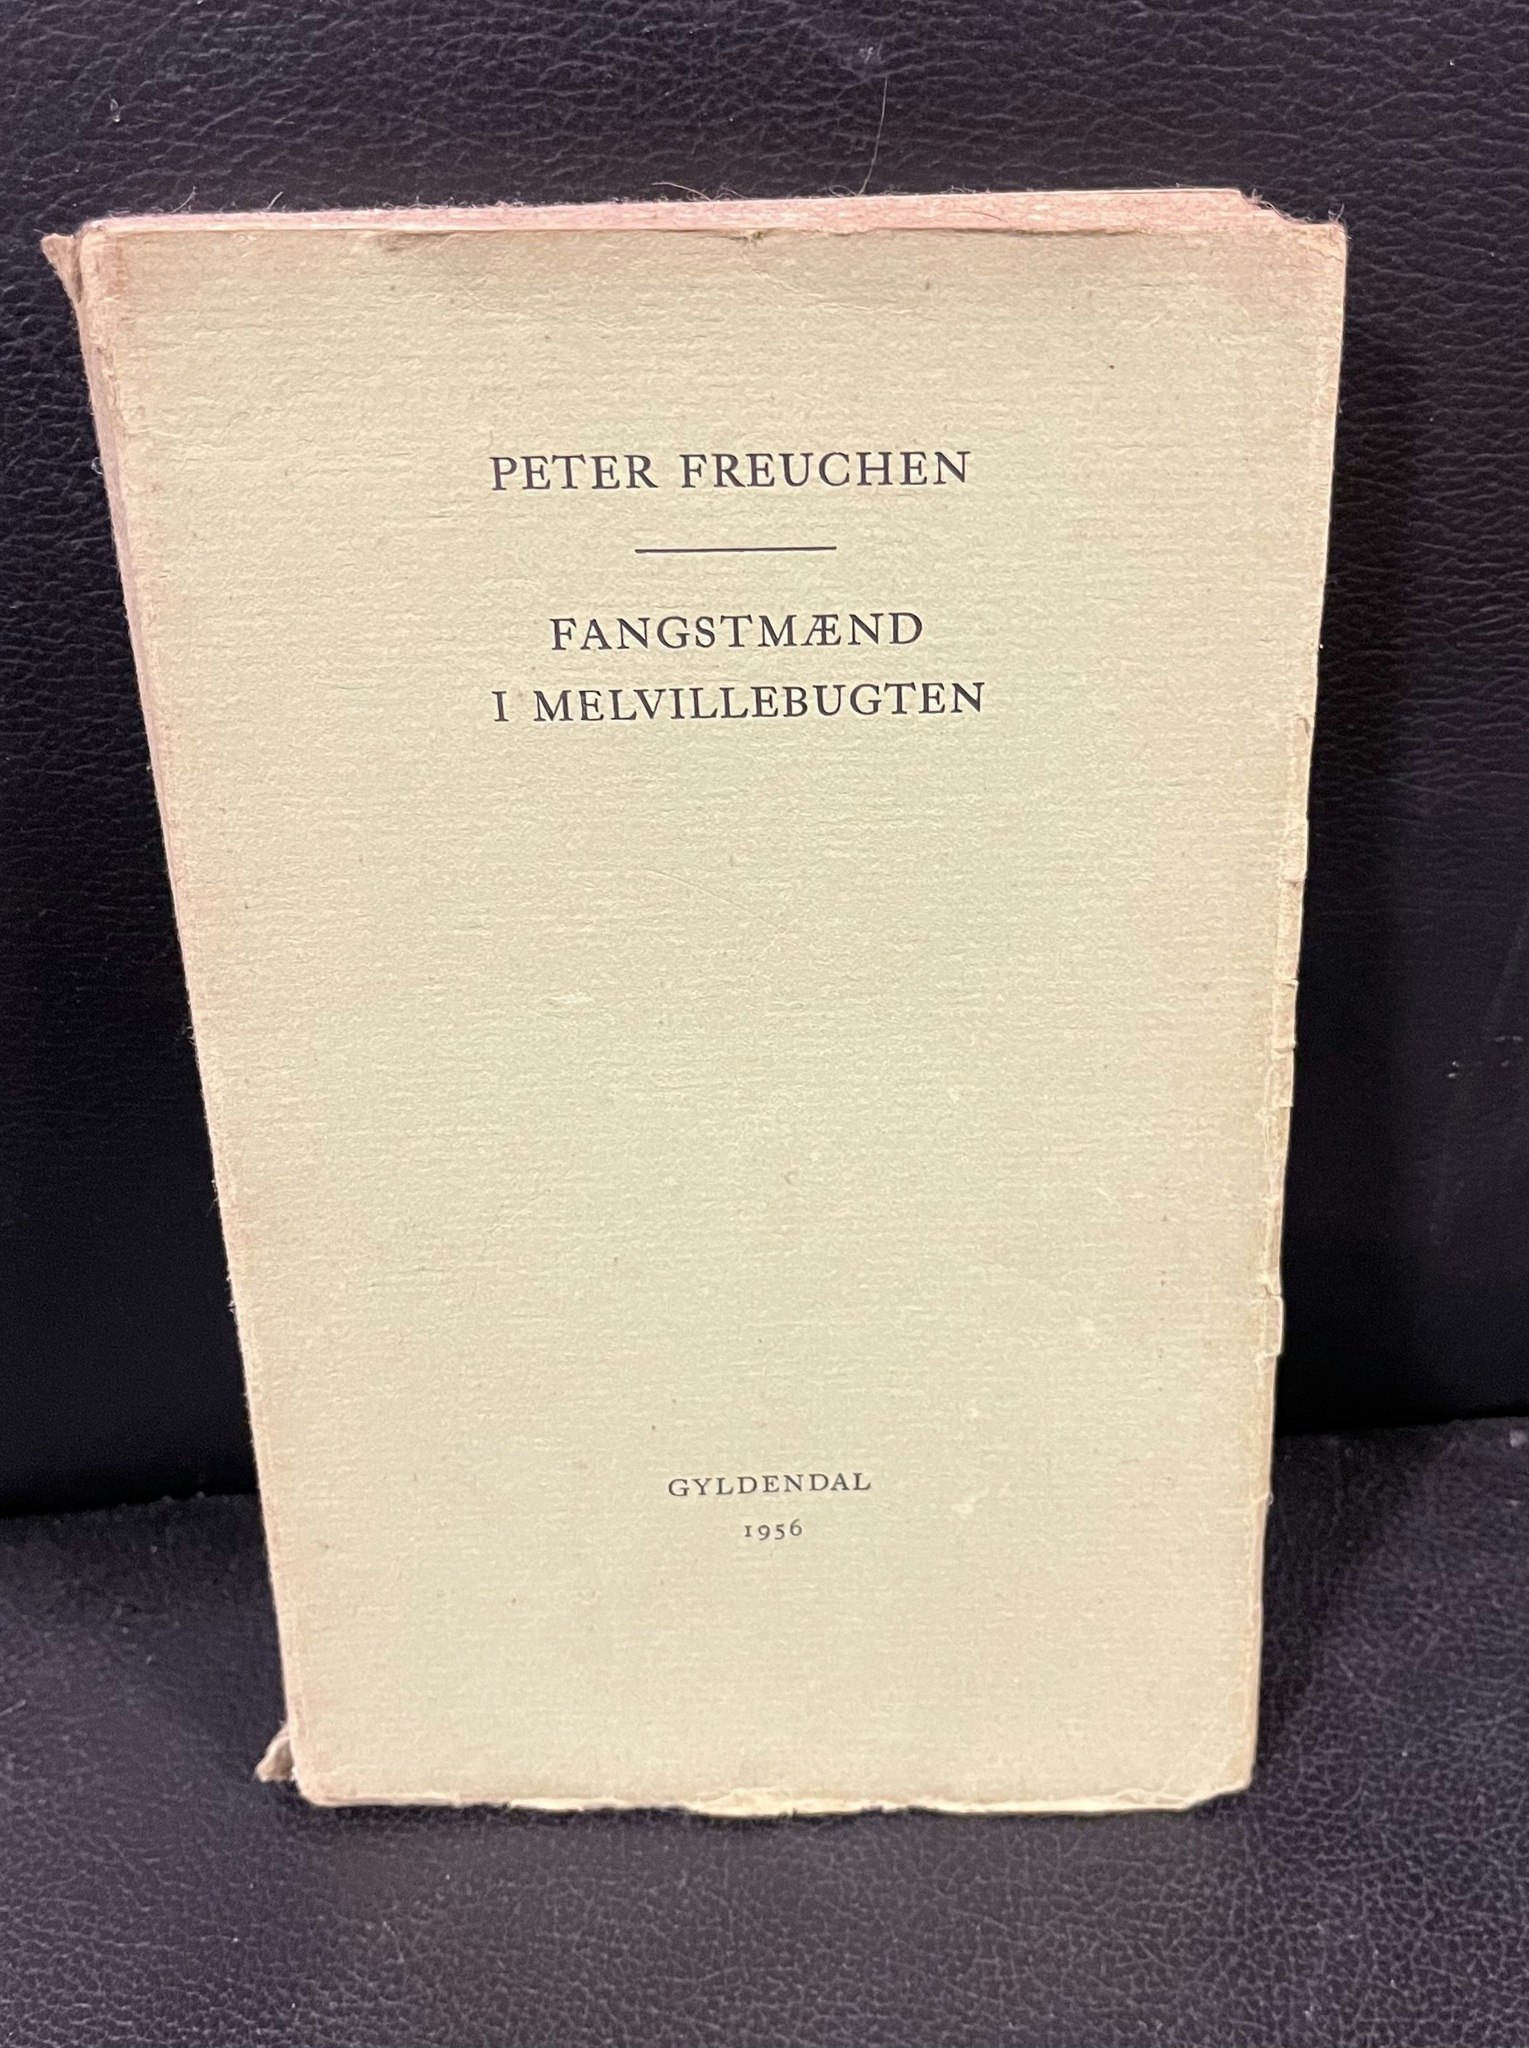 PETER FREUCHEN
FANGSTMÆND
I MELVILLEBUGTEN
GYLDENDAL
1956